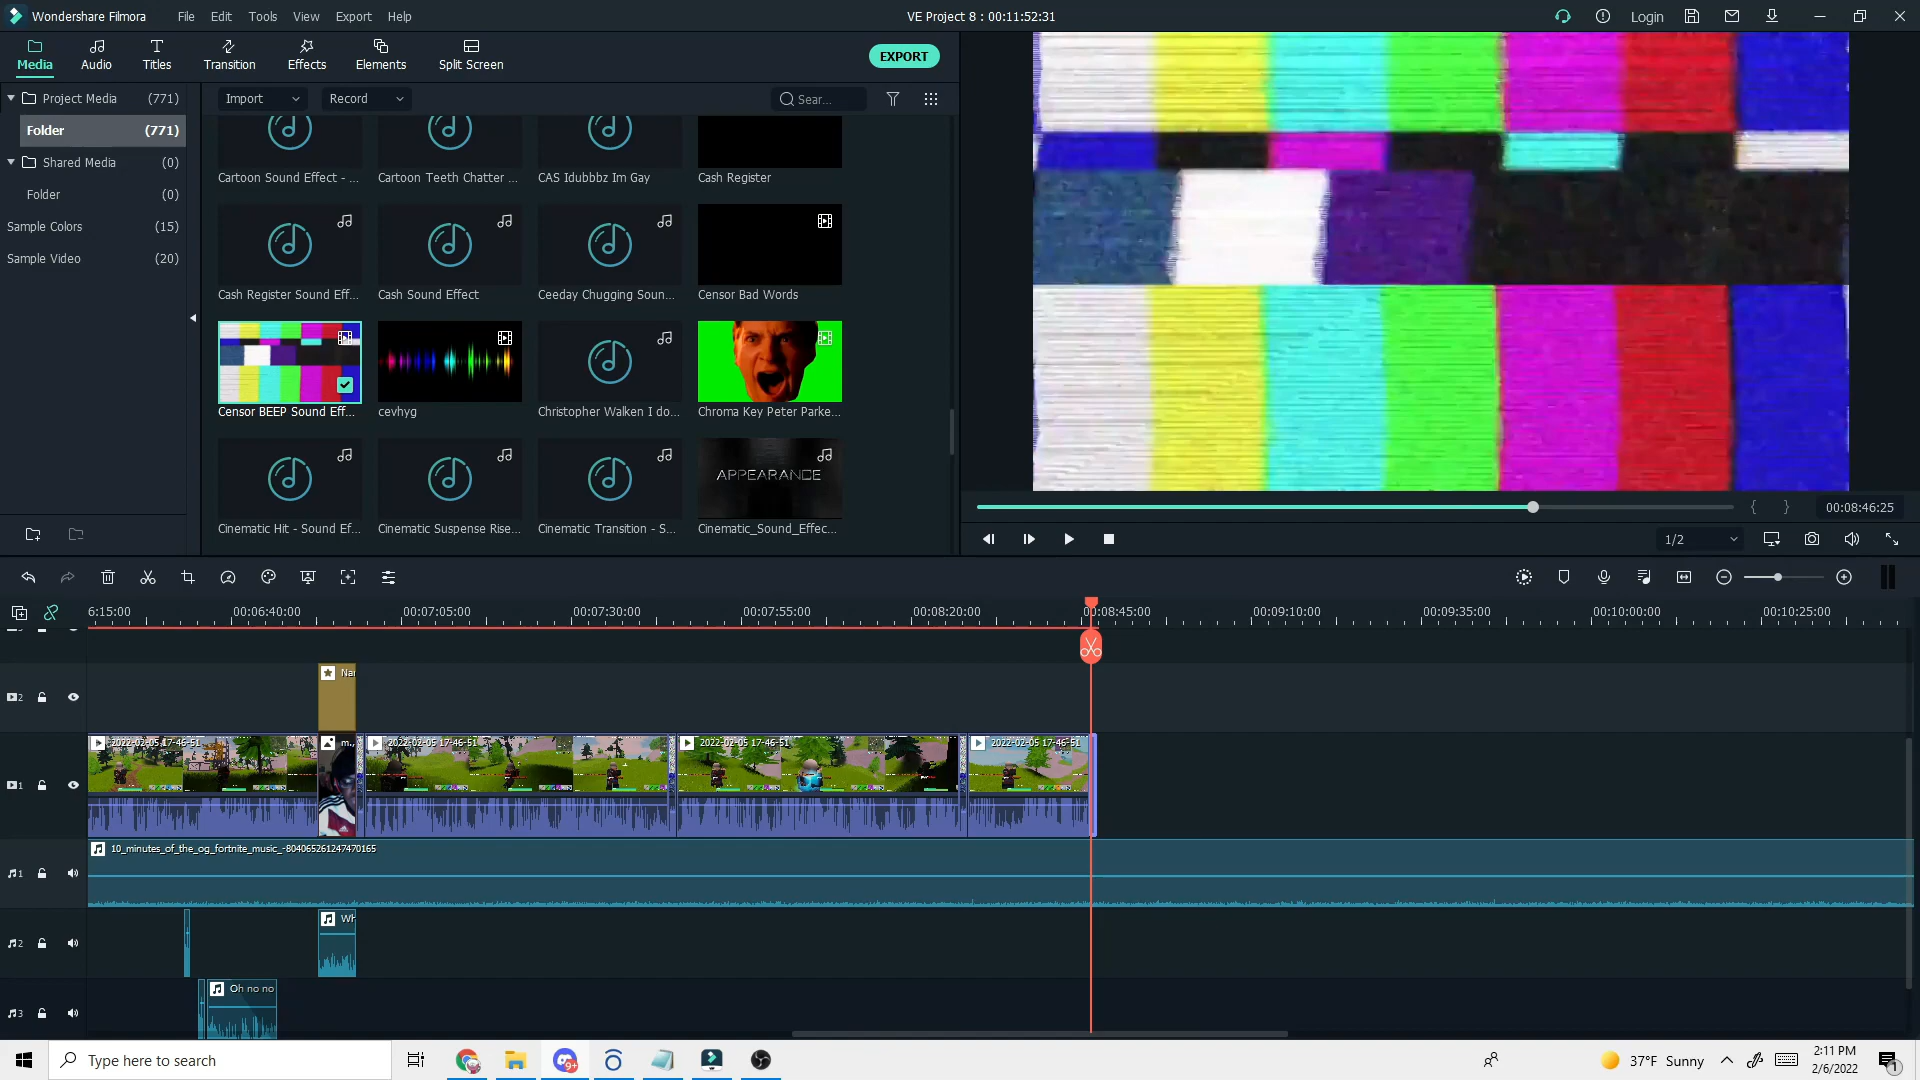 Wondershare Filmora
File Edit Tools View Export Help
VE Project 8 : 00:11:52:31
Login
Media Audio Titles Transition Effects Elements Split Screen
EXPORT
Project Media (771)
Folder (771)
Shared Media (0)
Folder (0)
Sample Colors (15)
Sample Video (20)
Import Record Sear...
Cartoon Sound Effect - ... Cartoon Teeth Chatter ... CAS Idubbbz Im Gay Cash Register
Cash Register Sound Eff... Cash Sound Effect Ceeday Chugging Soun... Censor Bad Words
Censor BEEP Sound Eff... cevhyg Christopher Walken I do... Chroma Key Peter Parke...
APPEARANCE
Cinematic Hit - Sound Ef... Cinematic Suspense Rise... Cinematic Transition - S... Cinematic_Sound_Effec...
00:08:46:25
1/2
6:15:00 00:06:40:00 00:07:05:00 00:07:30:00 00:07:55:00 00:08:20:00 00:08:45:00 00:09:10:00 00:09:35:00 00:10:00:00 00:10:25:00
2 Nar
2022-02-05 17-46-51 m.. 2022-02-05 17-46-51 2022-02-05 17-46-51 2022-02-05 17-46-51
1
10_minutes_of_the_og_fortnite_music_-804065261247470165
1
Wh
2
Oh no no
3
Type here to search
9+
37°F Sunny
2:11 PM
2/6/2022
1